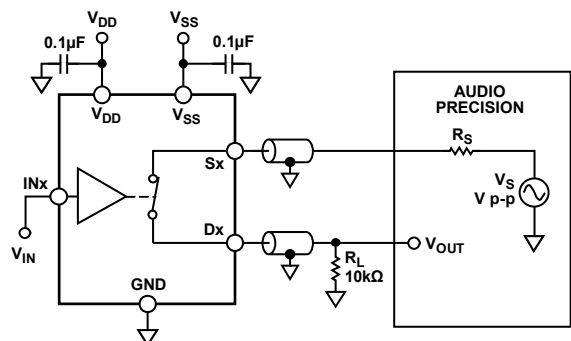 VDD
VSS
0.1µF
0.1µF
VDD
VSS
AUDIO
PRECISION
RS
Sx
VS
V p-p
INx
Dx
VOUT
VIN
RL
10kΩ
GND